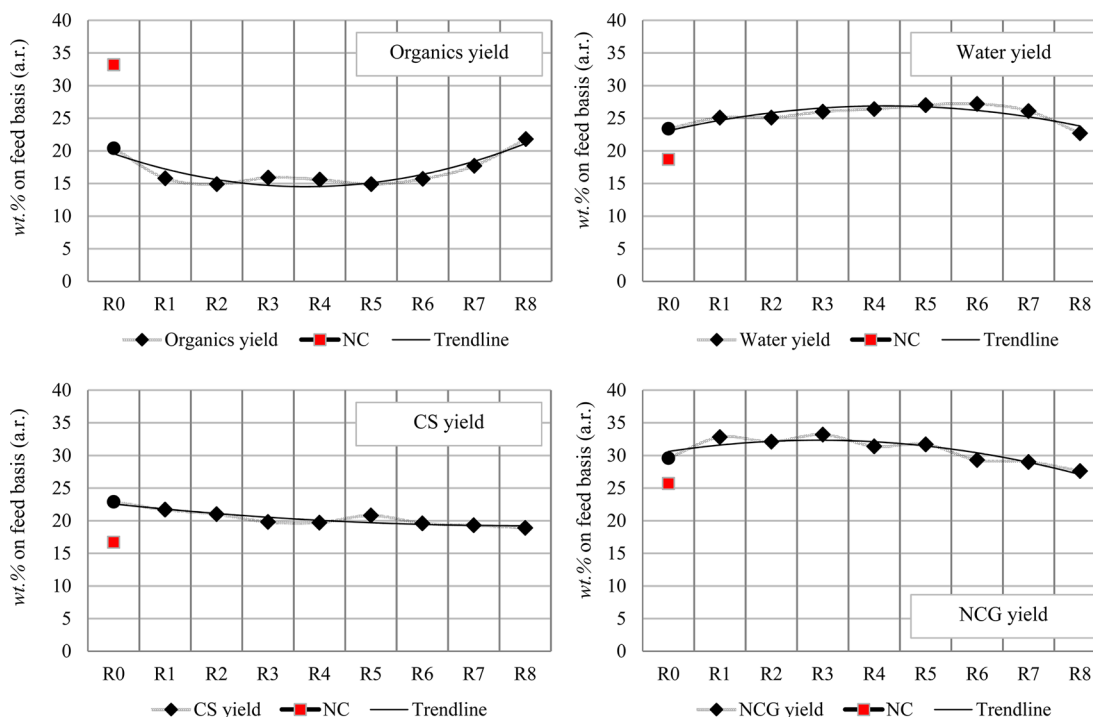 40
35
30
25
20
15
10
5
0
wt.% on feed basis (a.r.)
Organics yield
R0 R1 R2 R3 R4 R5 R6 R7 R8
Organics yield NC Trendline
40
35
30
25
20
15
10
5
0
wt.% on feed basis (a.r.)
Water yield
R0 R1 R2 R3 R4 R5 R6 R7 R8
Water yield NC Trendline
40
35
30
25
20
15
10
5
0
wt.% on feed basis (a.r.)
CS yield
R0 R1 R2 R3 R4 R5 R6 R7 R8
CS yield NC Trendline
40
35
30
25
20
15
10
5
0
wt.% on feed basis (a.r.)
NCG yield
R0 R1 R2 R3 R4 R5 R6 R7 R8
NCG yield NC Trendline